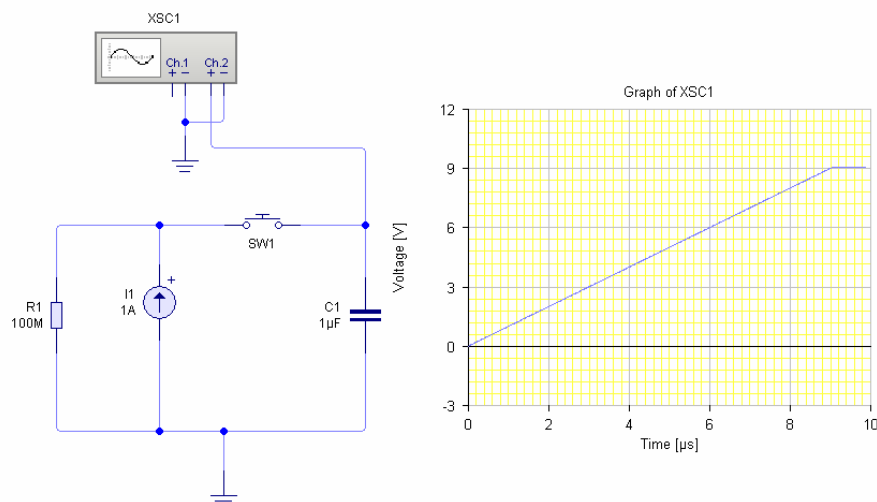 XSC1
Ch.1 Ch.2
+ − + −
SW1
+
I1
1A
R1
100M
C1
1µF
Graph of XSC1
Voltage [V]
12
9
6
3
0
-3
0 2 4 6 8 10
Time [µs]